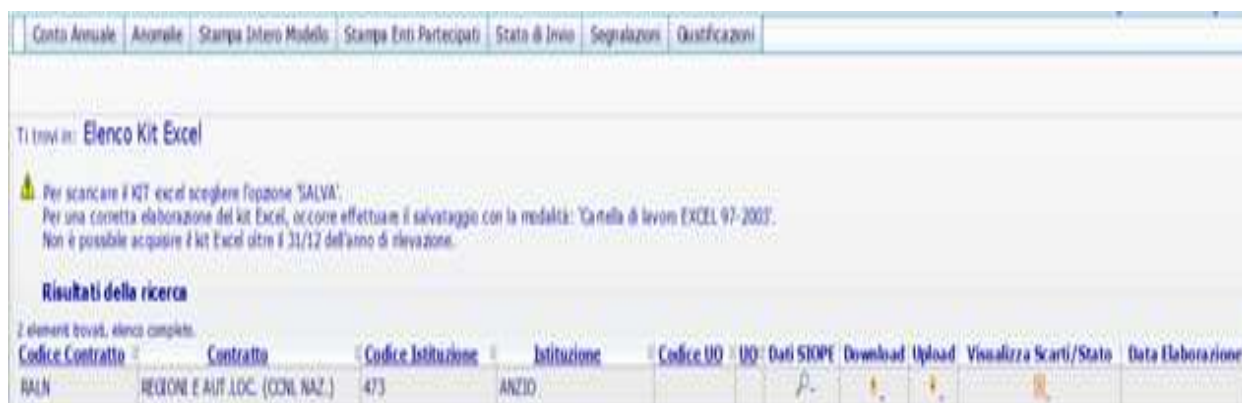 Conto Annuale Anomalie Stampa Intero Modello Stampa Enti Partecipati Stato di Invio Segnalazioni Giustificazioni
Ti trovi in: Elenco Kit Excel
Per scaricare il KIT excel scegliere l'opzione 'SALVA'.
Per una corretta elaborazione del kit Excel, occorre effettuare il salvataggio con la modalità: 'Cartella di lavoro EXCEL 97-2003'.
Non è possibile acquisire il kit Excel oltre il 31/12 dell'anno di rilevazione.
Risultati della ricerca
2 elementi trovati, elenco completo.
Codice Contratto Contratto Codice Istituzione Istituzione Codice UO UO Dati SIOPE Download Upload Visualizza Scarti/Stato Data Elaborazione
RALN REGIONI E AUT.LOC. (CCNL NAZ.) 473 ANZIO